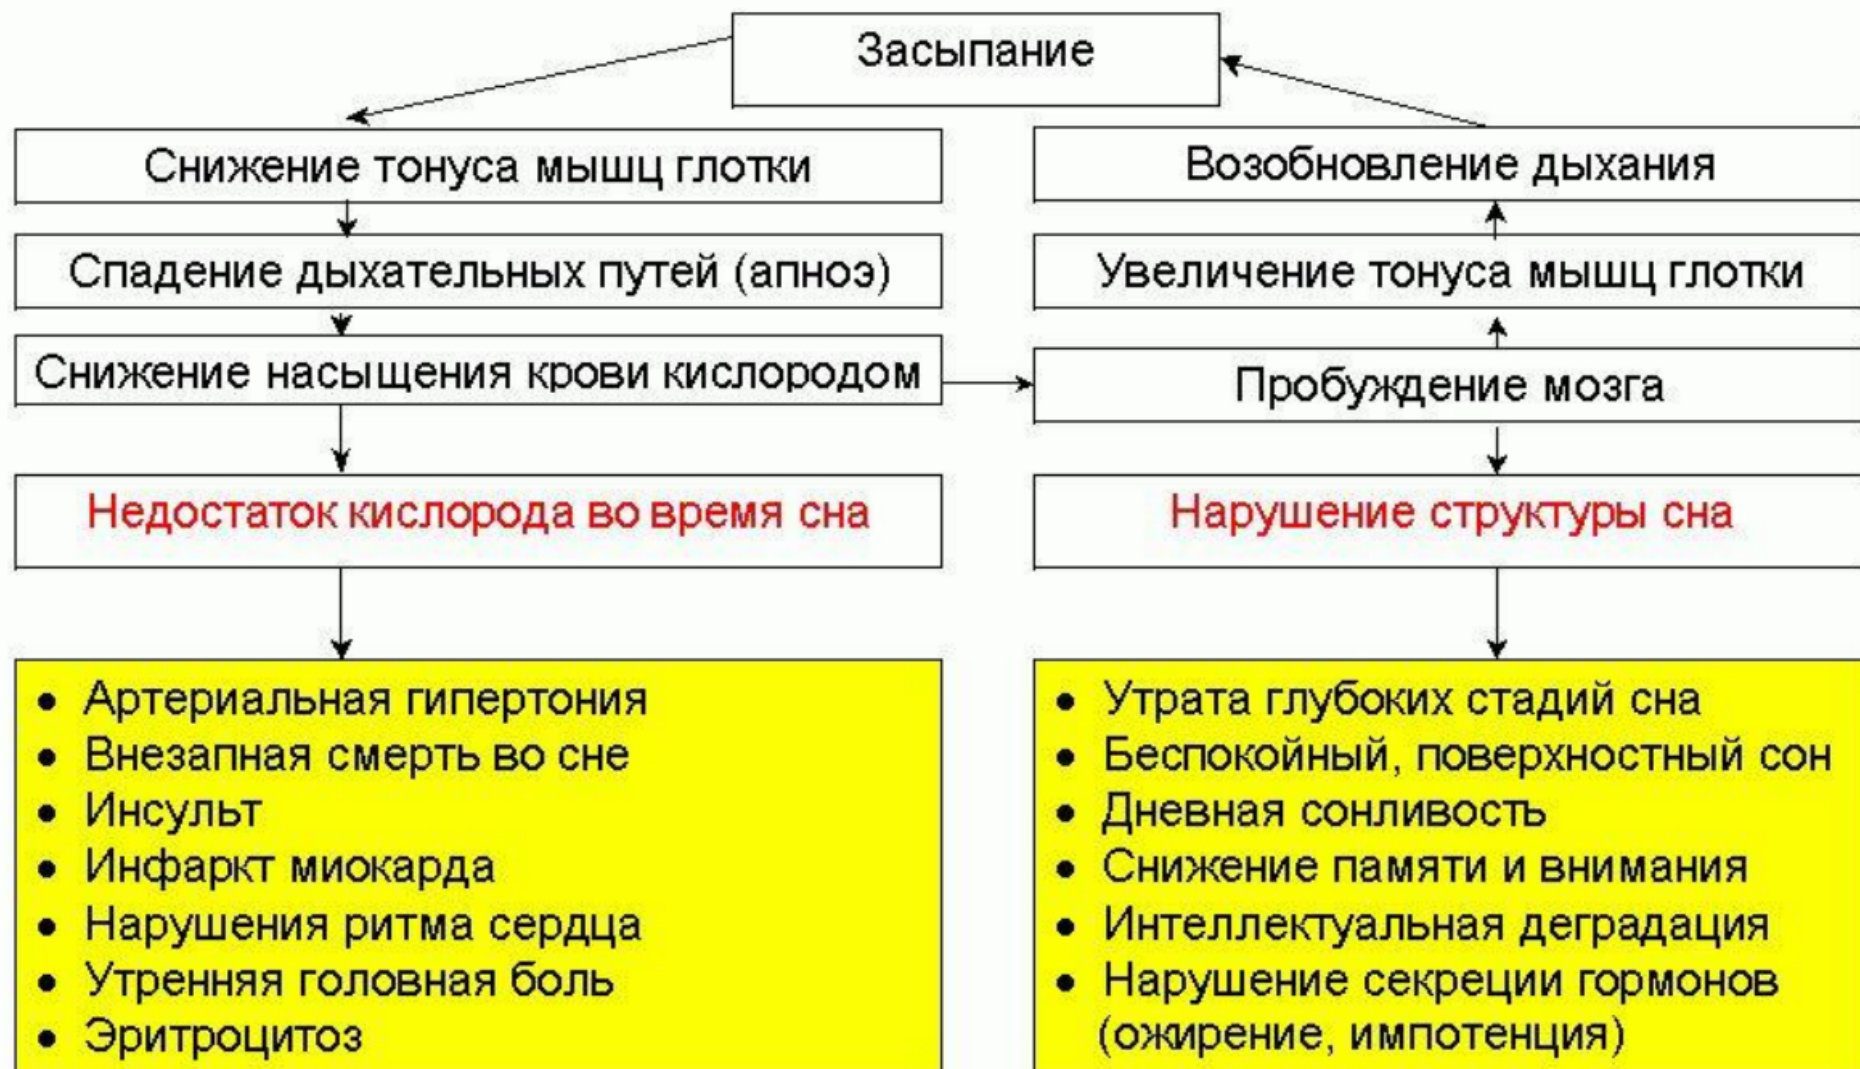 Засыпание
Снижение тонуса мышц глотки
Спадение дыхательных путей (апноэ)
Снижение насыщения крови кислородом
Недостаток кислорода во время сна
• Артериальная гипертония
• Внезапная смерть во сне
• Инсульт
• Инфаркт миокарда
• Нарушения ритма сердца
• Утренняя головная боль
• Эритроцитоз
Возобновление дыхания
Увеличение тонуса мышц глотки
Пробуждение мозга
Нарушение структуры сна
• Утрата глубоких стадий сна
• Беспокойный, поверхностный сон
• Дневная сонливость
• Снижение памяти и внимания
• Интеллектуальная деградация
• Нарушение секреции гормонов
(ожирение, импотенция)